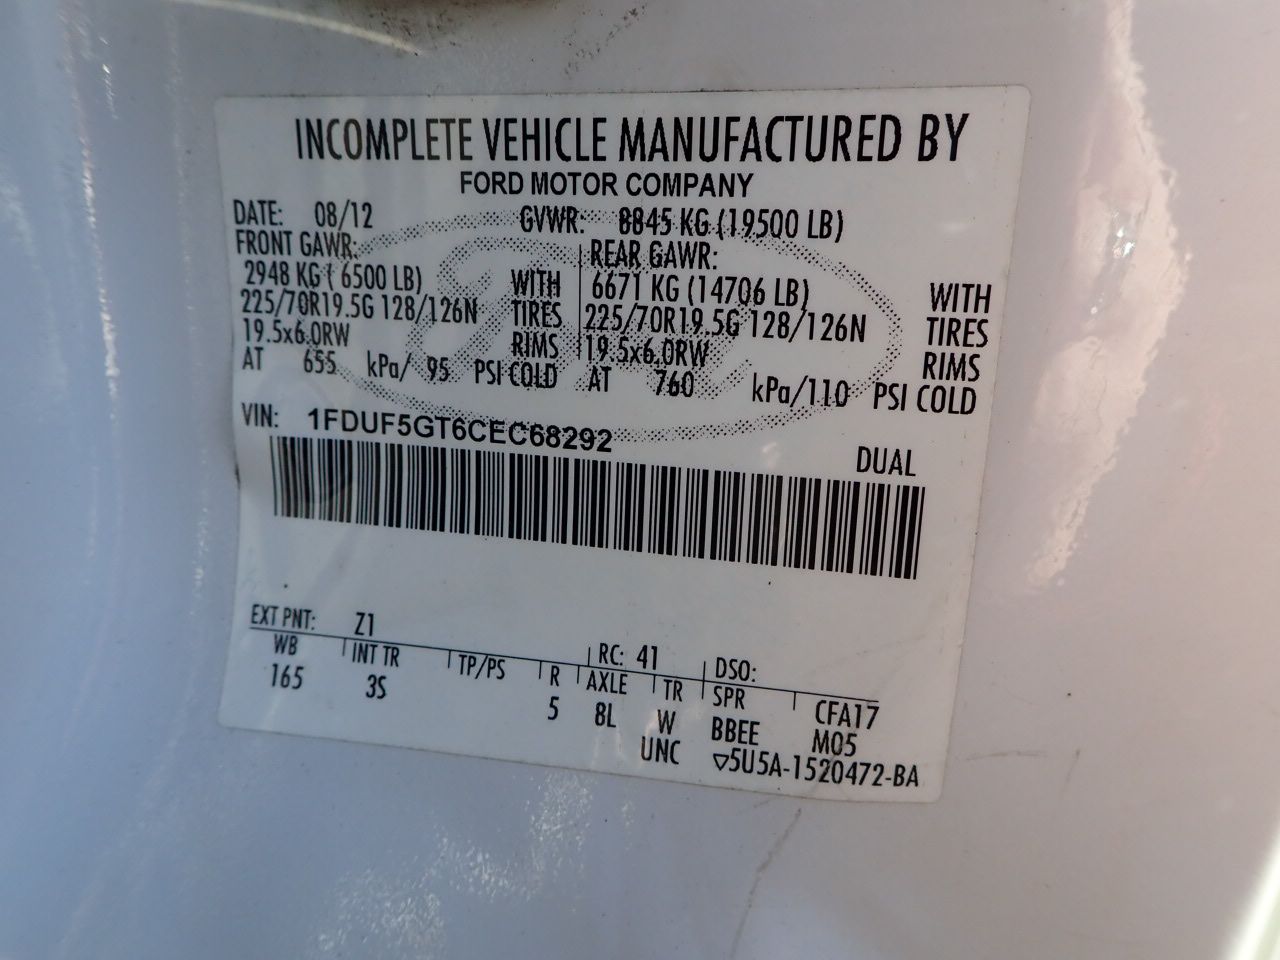 INCOMPLETE VEHICLE MANUFACTURED BY
FORD MOTOR COMPANY
DATE: 08/12 GVWR: 8845 KG (19500 LB)
FRONT GAWR: REAR GAWR:
2948 KG ( 6500 LB) WITH 6671 KG (14706 LB) WITH
225/70R19.5G 128/126N TIRES 225/70R19.5G 128/126N TIRES
19.5x6.0RW RIMS 19.5x6.0RW RIMS
AT 655 kPa/ 95 PSI COLD AT 760 kPa/110 PSI COLD
VIN: 1FDUF5GT6CEC68292
DUAL
EXT PNT: Z1 RC: 41 DSO:
WB INT TR TP/PS R AXLE TR SPR CFA17
165 3S 5 8L W BBEE M05
UNC ▽5U5A-1520472-BA